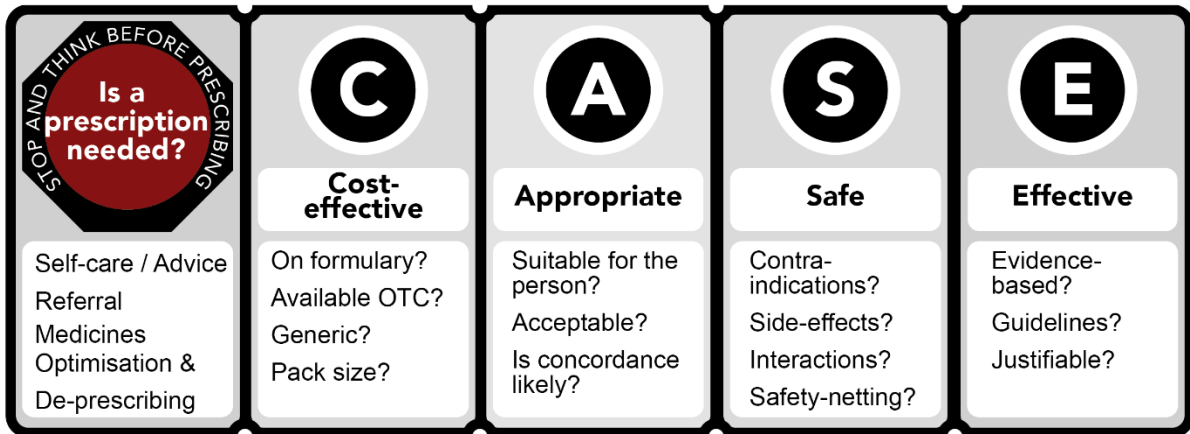 STOP AND THINK BEFORE PRESCRIBING
Is a
prescription
needed?
Self-care / Advice
Referral
Medicines
Optimisation &
De-prescribing
C
Cost-
effective
On formulary?
Available OTC?
Generic?
Pack size?
A
Appropriate
Suitable for the
person?
Acceptable?
Is concordance
likely?
S
Safe
Contra-
indications?
Side-effects?
Interactions?
Safety-netting?
E
Effective
Evidence-
based?
Guidelines?
Justifiable?